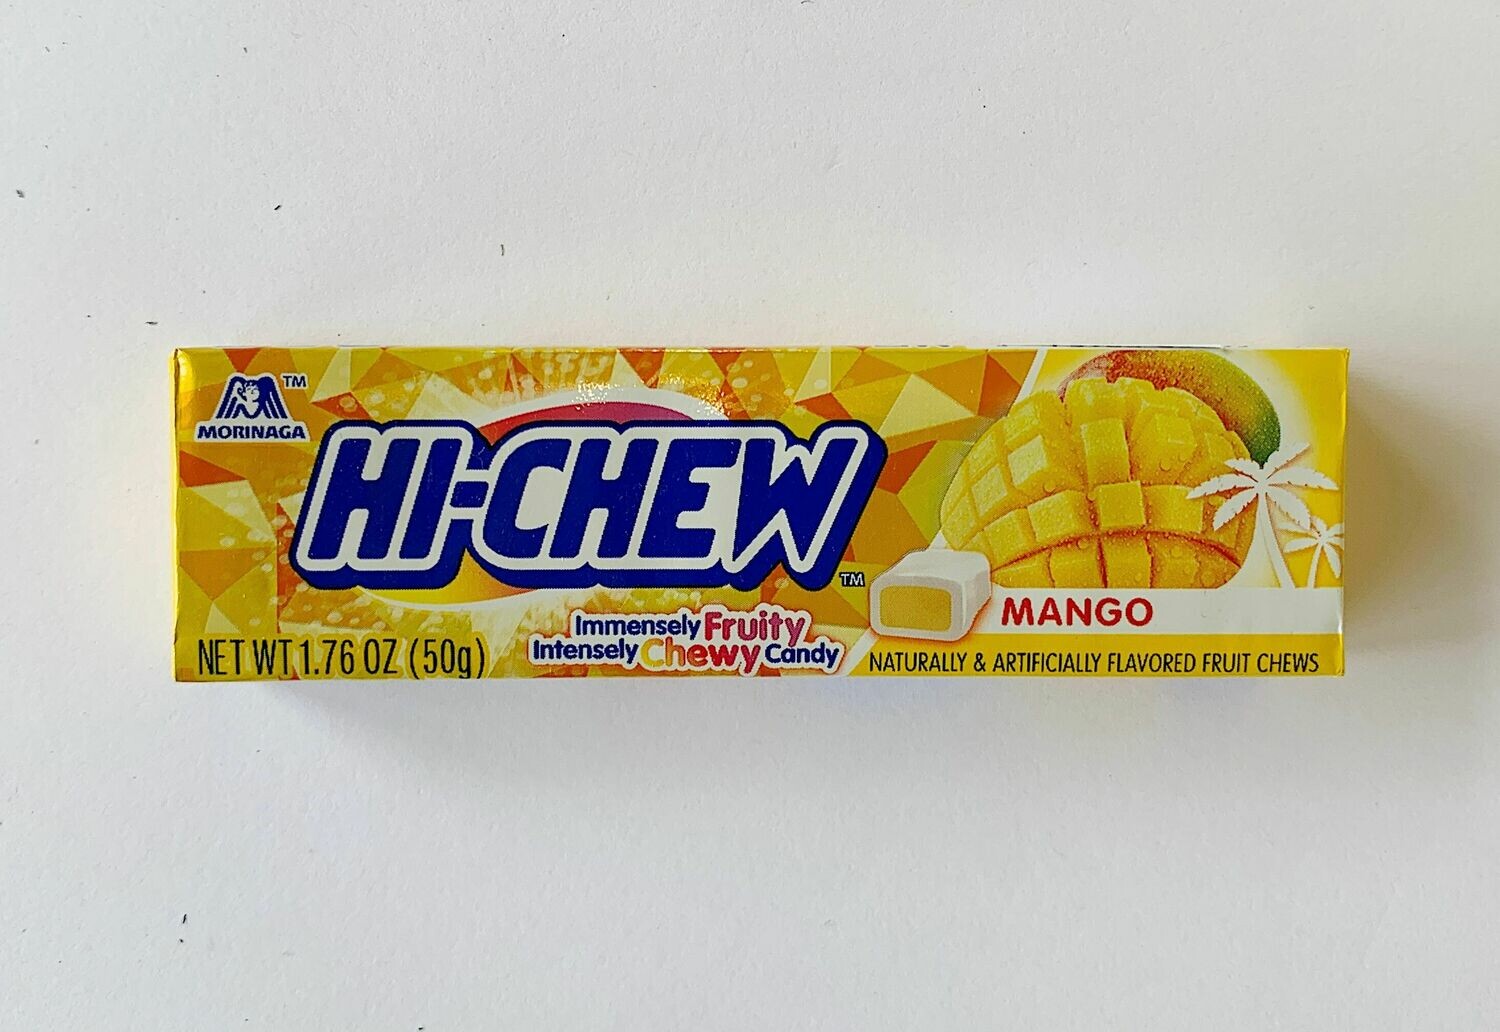 TM
MORINAGA
HI-CHEW
TM
Immensely Fruity
Intensely Chewy Candy
NET WT 1.76 OZ (50g)
MANGO
NATURALLY & ARTIFICIALLY FLAVORED FRUIT CHEWS